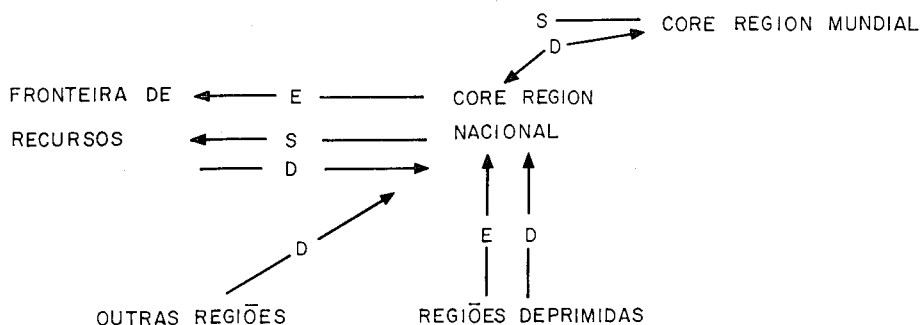 S CORE REGION MUNDIAL
D
FRONTEIRA DE E CORE REGION
RECURSOS S NACIONAL
D
D E D
OUTRAS REGIÕES REGIÕES DEPRIMIDAS